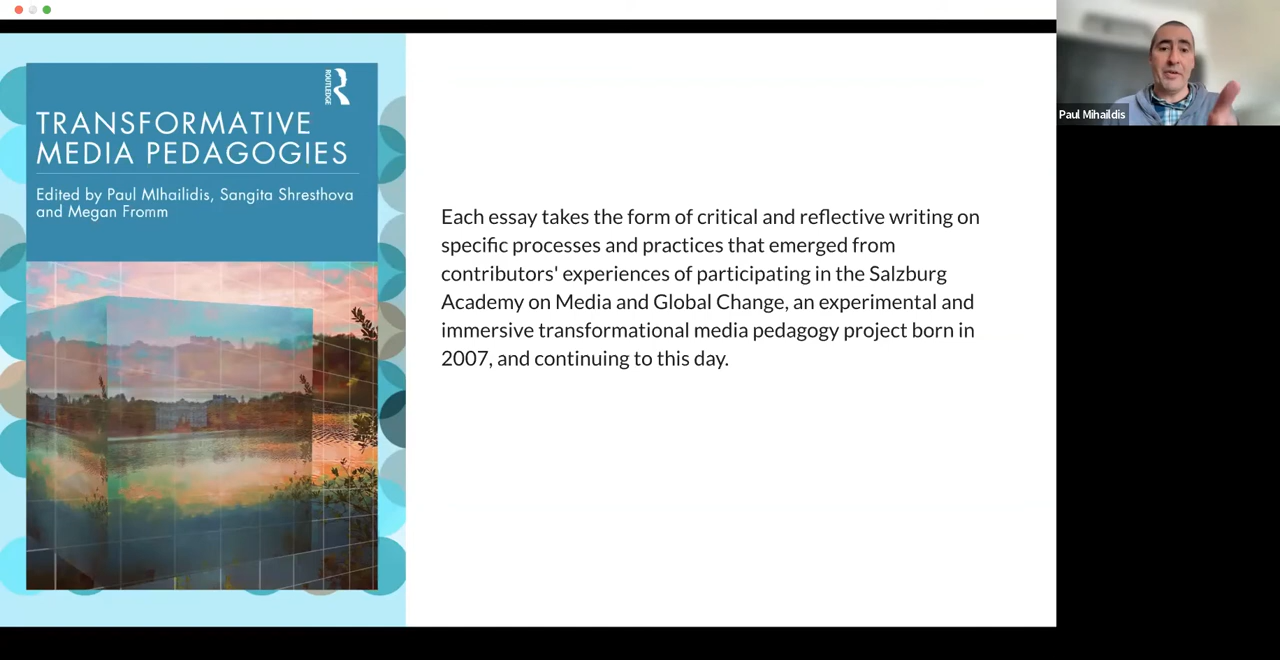 ROUTLEDGE
TRANSFORMATIVE
MEDIA PEDAGOGIES
Edited by Paul MIhailidis, Sangita Shresthova
and Megan Fromm
Each essay takes the form of critical and reflective writing on
specific processes and practices that emerged from
contributors' experiences of participating in the Salzburg
Academy on Media and Global Change, an experimental and
immersive transformational media pedagogy project born in
2007, and continuing to this day.
Paul Mihaildis